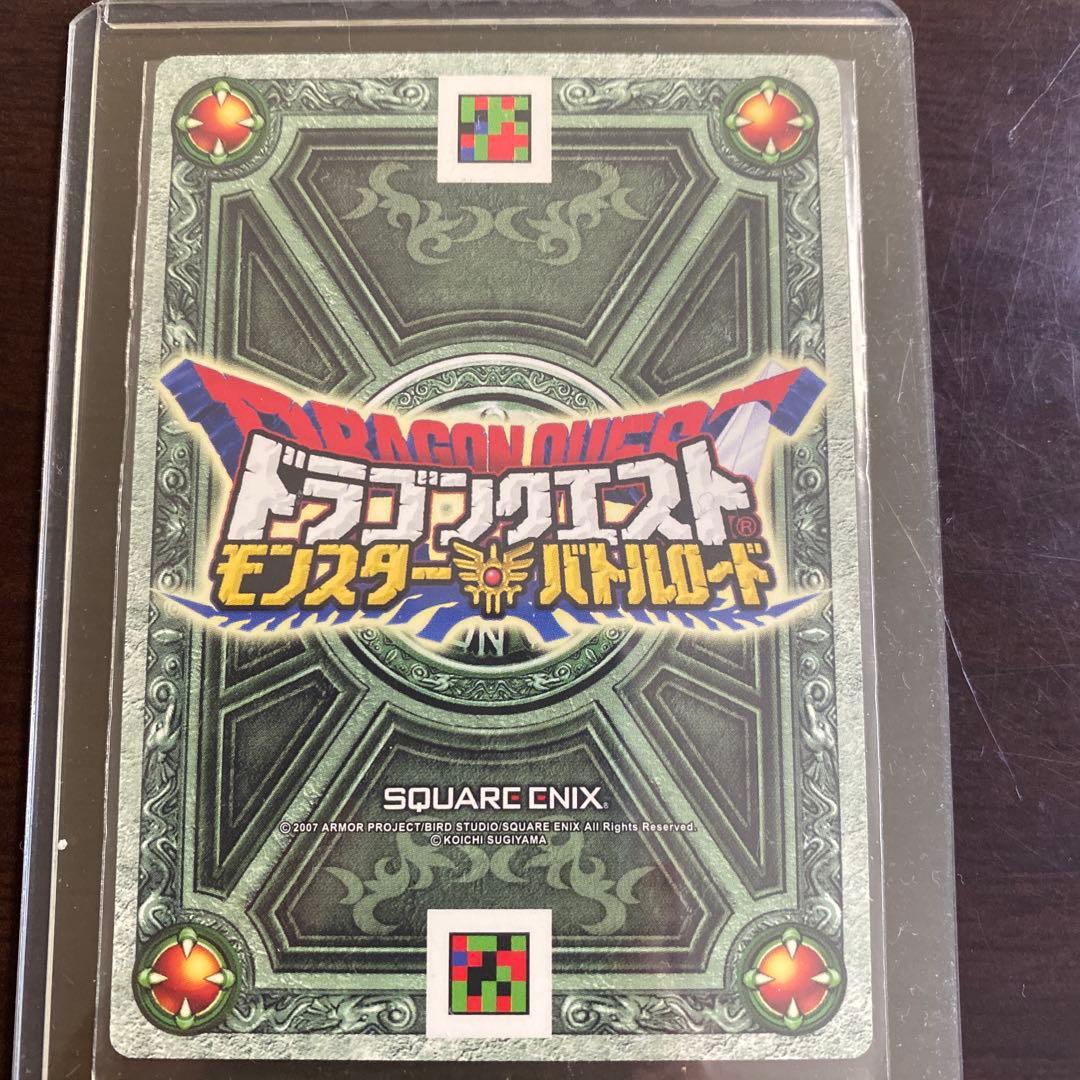 DRAGON QUEST
ドラゴンクエスト®
モンスターバトルロード
SQUARE ENIX®
©2007 ARMOR PROJECT/BIRD STUDIO/SQUARE ENIX All Rights Reserved.
©KOICHI SUGIYAMA